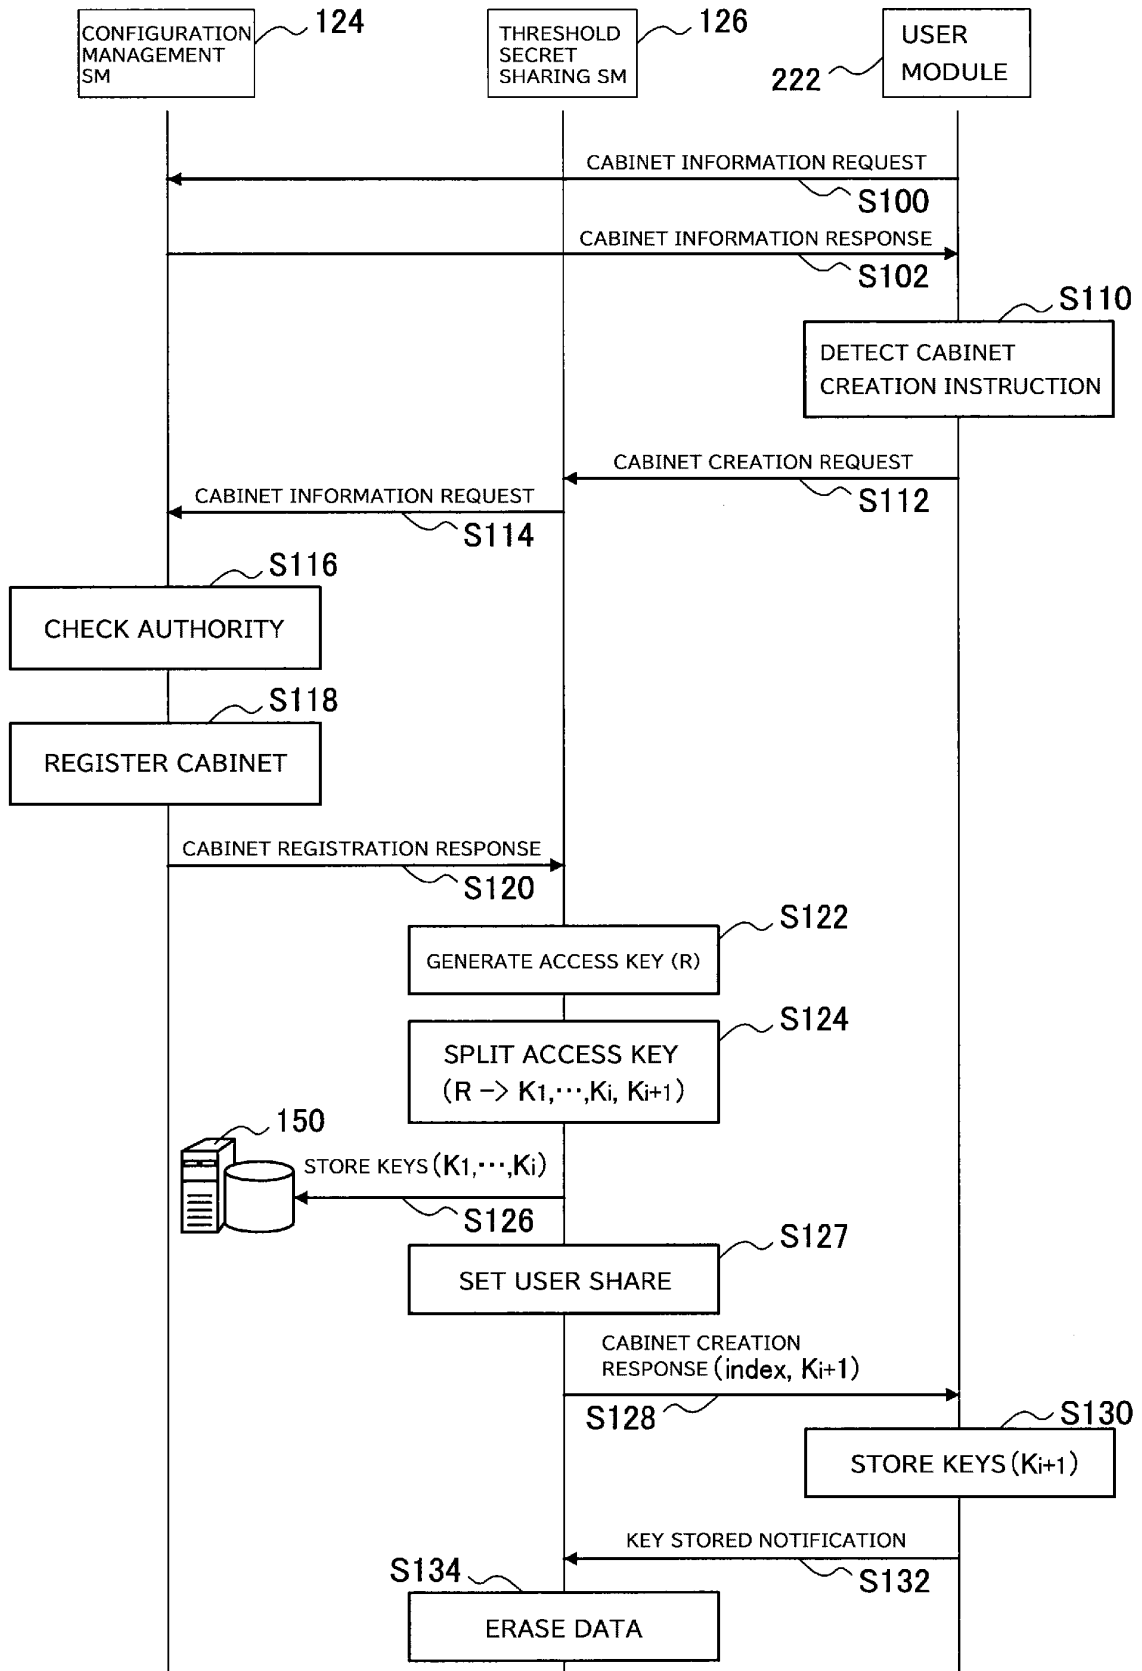 CONFIGURATION
MANAGEMENT
SM
124
THRESHOLD
SECRET
SHARING SM
126
USER
MODULE
222
CABINET INFORMATION REQUEST
S100
CABINET INFORMATION RESPONSE
S102
S110
DETECT CABINET
CREATION INSTRUCTION
CABINET CREATION REQUEST
S112
CABINET INFORMATION REQUEST
S114
S116
CHECK AUTHORITY
S118
REGISTER CABINET
CABINET REGISTRATION RESPONSE
S120
S122
GENERATE ACCESS KEY (R)
S124
SPLIT ACCESS KEY
(R -> K1,⋯,Ki, Ki+1)
150
STORE KEYS (K1,⋯,Ki)
S126
S127
SET USER SHARE
CABINET CREATION
RESPONSE (index, Ki+1)
S128
S130
STORE KEYS (Ki+1)
KEY STORED NOTIFICATION
S132
S134
ERASE DATA